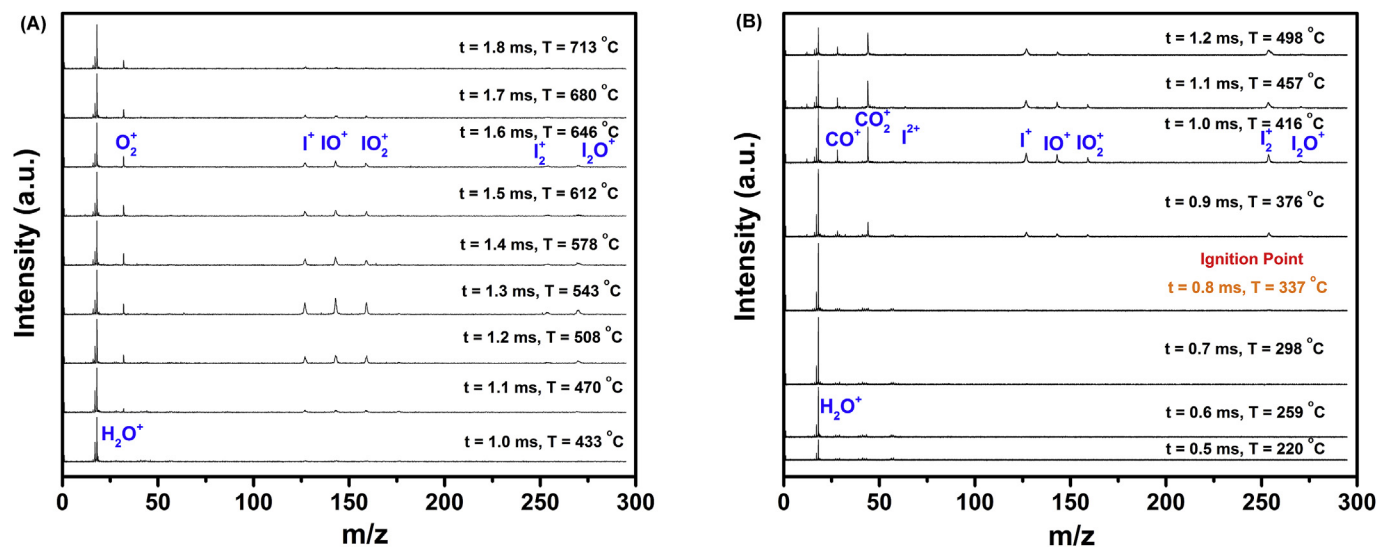 (A)
t = 1.8 ms, T = 713 °C
t = 1.7 ms, T = 680 °C
t = 1.6 ms, T = 646 °C
O₂⁺ I⁺ IO⁺ IO₂⁺ I₂⁺ I₂O⁺
t = 1.5 ms, T = 612 °C
t = 1.4 ms, T = 578 °C
t = 1.3 ms, T = 543 °C
t = 1.2 ms, T = 508 °C
t = 1.1 ms, T = 470 °C
H₂O⁺
t = 1.0 ms, T = 433 °C
Intensity (a.u.)
0 50 100 150 200 250 300
m/z
(B)
t = 1.2 ms, T = 498 °C
t = 1.1 ms, T = 457 °C
t = 1.0 ms, T = 416 °C
CO⁺ CO₂⁺ I²⁺ I⁺ IO⁺ IO₂⁺ I₂⁺ I₂O⁺
t = 0.9 ms, T = 376 °C
Ignition Point
t = 0.8 ms, T = 337 °C
t = 0.7 ms, T = 298 °C
H₂O⁺
t = 0.6 ms, T = 259 °C
t = 0.5 ms, T = 220 °C
Intensity (a.u.)
0 50 100 150 200 250 300
m/z